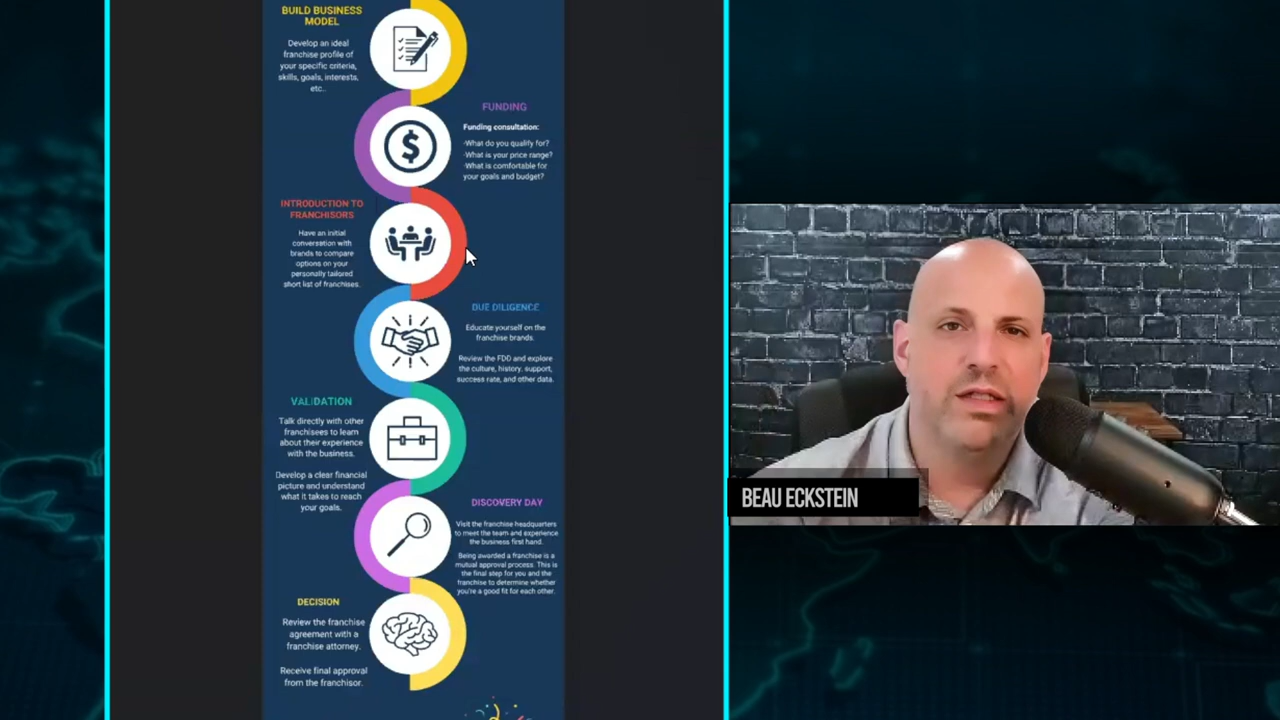 BUILD BUSINESS
MODEL
Develop an ideal
franchise profile of
your specific criteria,
skills, goals, interests,
etc..
FUNDING
Funding consultation:
-What do you qualify for?
-What is your price range?
-What is comfortable for
your goals and budget?
INTRODUCTION TO
FRANCHISORS
Have an initial
conversation with
brands to compare
options on your
personally tailored
short list of franchises.
DUE DILIGENCE
Educate yourself on the
franchise brands.
Review the FDD and explore
the culture, history, support,
success rate, and other data.
VALIDATION
Talk directly with other
franchisees to learn
about their experience
with the business.
Develop a clear financial
picture and understand
what it takes to reach
your goals.
DISCOVERY DAY
Visit the franchise headquarters
to meet the team and experience
the business first hand.
Being awarded a franchise is a
mutual approval process. This is
the final step for you and the
franchise to determine whether
you're a good fit for each other.
DECISION
Review the franchise
agreement with a
franchise attorney.
Receive final approval
from the franchisor.
BEAU ECKSTEIN